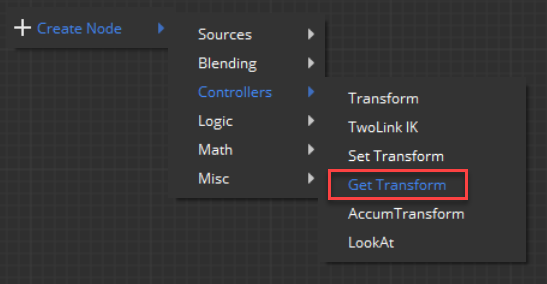 Create Node
Sources
Blending
Controllers
Logic
Math
Misc
Transform
TwoLink IK
Set Transform
Get Transform
AccumTransform
LookAt